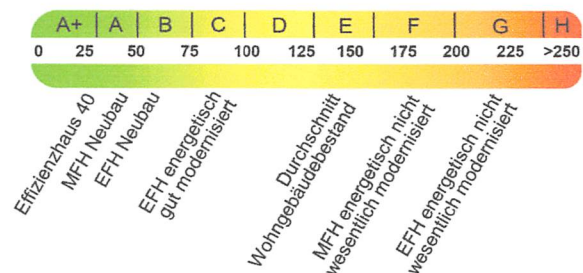 A+ A B C D E F G H
0 25 50 75 100 125 150 175 200 225 >250
Effizienzhaus 40
MFH Neubau
EFH Neubau
EFH energetisch
gut modernisiert
Durchschnitt
Wohngebäudebestand
MFH energetisch nicht
wesentlich modernisiert
EFH energetisch nicht
wesentlich modernisiert